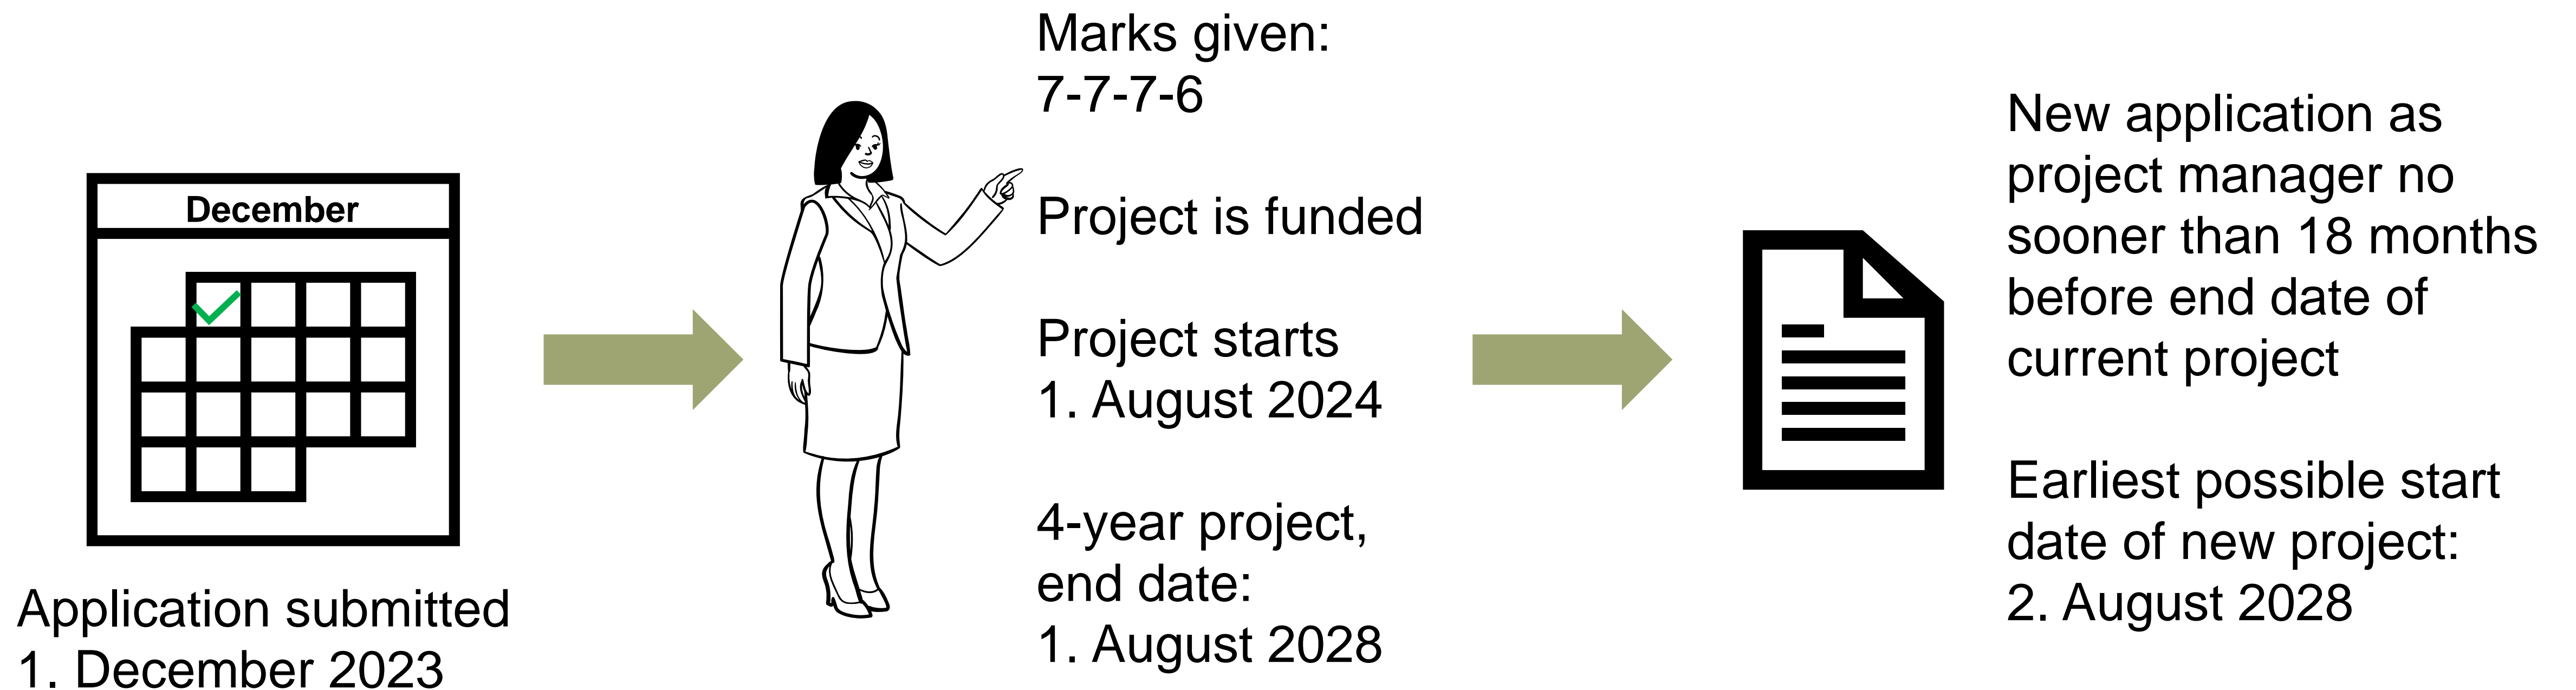 December
Application submitted
1. December 2023
Marks given:
7-7-7-6
Project is funded
Project starts
1. August 2024
4-year project,
end date:
1. August 2028
New application as
project manager no
sooner than 18 months
before end date of
current project
Earliest possible start
date of new project:
2. August 2028